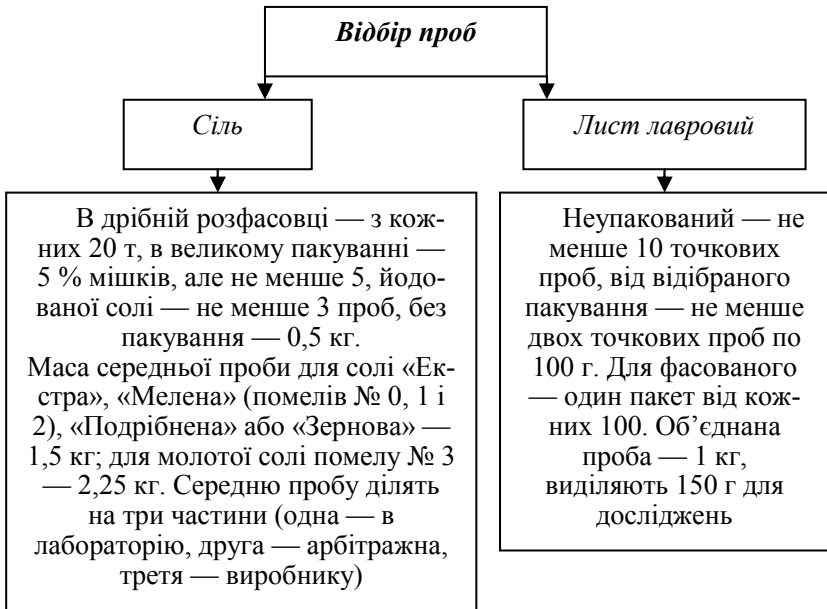 Відбір проб
Сіль
Лист лавровий
В дрібній розфасовці — з кож-
них 20 т, в великому пакуванні —
5 % мішків, але не менше 5, йодо-
ваної солі — не менше 3 проб, без
пакування — 0,5 кг.
Маса середньої проби для солі «Ек-
стра», «Мелена» (помелів № 0, 1 і
2), «Подрібнена» або «Зернова» —
1,5 кг; для молотої солі помелу № 3
— 2,25 кг. Середню пробу ділять
на три частини (одна — в
лабораторію, друга — арбітражна,
третя — виробнику)
Неупакований — не
менше 10 точкових
проб, від відібраного
пакування — не менше
двох точкових проб по
100 г. Для фасованого
— один пакет від кож-
них 100. Об’єднана
проба — 1 кг,
виділяють 150 г для
досліджень